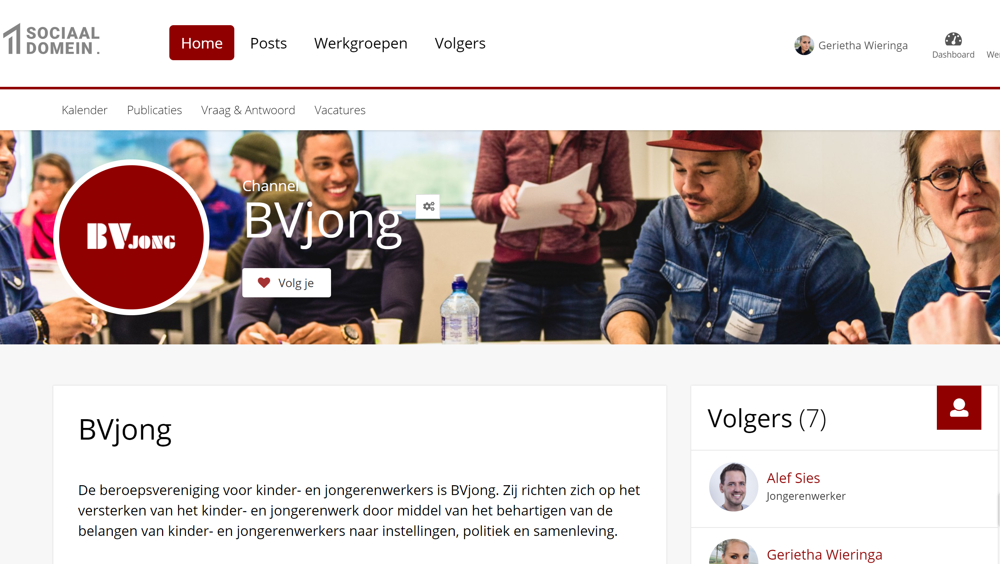 SOCIAAL
DOMEIN.
Home Posts Werkgroepen Volgers
Gerietha Wieringa
Dashboard
Kalender Publicaties Vraag & Antwoord Vacatures
BVJONG
Channel
BVjong
Volg je
BVjong
De beroepsvereniging voor kinder- en jongerenwerkers is BVjong. Zij richten zich op het
versterken van het kinder- en jongerenwerk door middel van het behartigen van de
belangen van kinder- en jongerenwerkers naar instellingen, politiek en samenleving.
Volgers (7)
Alef Sies
Jongerenwerker
Gerietha Wieringa